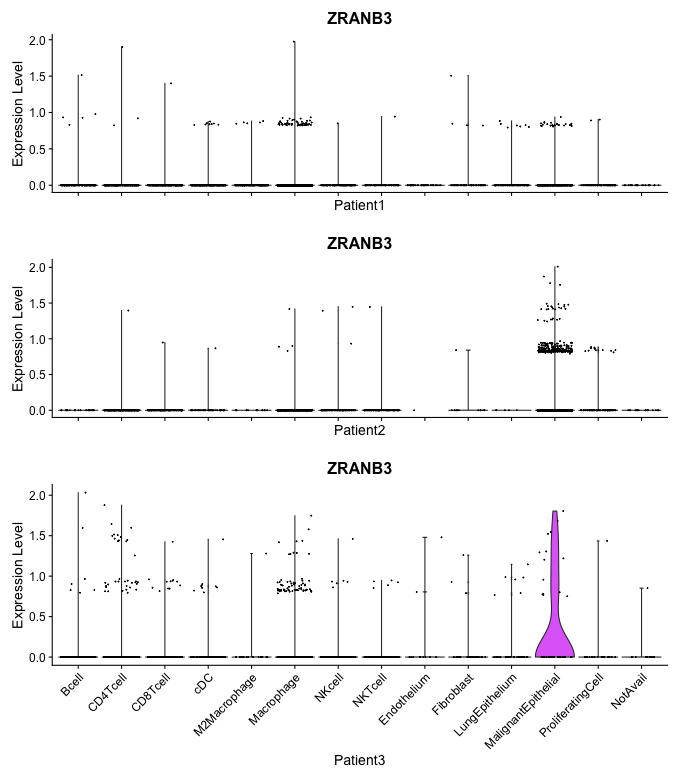 ZRANB3
Expression Level
2.0
1.5
1.0
0.5
0.0
Patient1
ZRANB3
Expression Level
2.0
1.5
1.0
0.5
0.0
Patient2
ZRANB3
Expression Level
2.0
1.5
1.0
0.5
0.0
Bcell
CD4Tcell
CD8Tcell
cDC
M2Macrophage
Macrophage
NKcell
NKTcell
Endothelium
Fibroblast
LungEpithelium
MalignantEpithelial
ProliferatingCell
NotAvail
Patient3